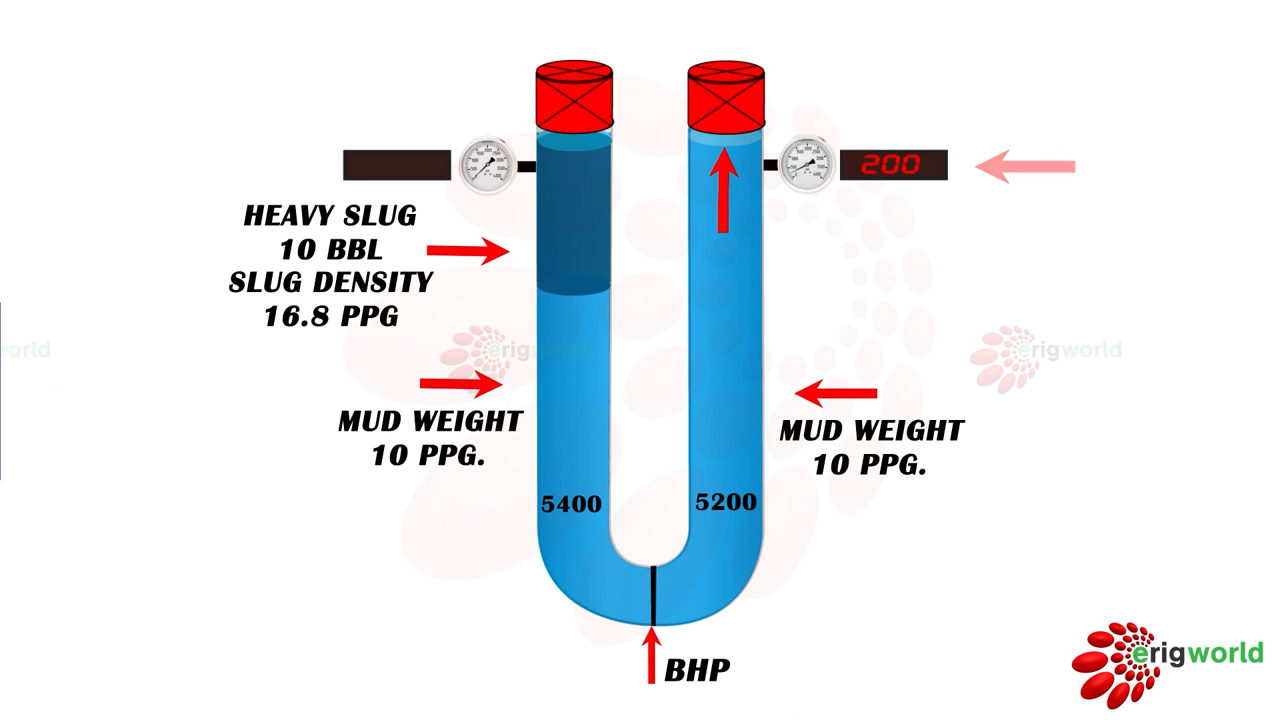 200
HEAVY SLUG
10 BBL
SLUG DENSITY
16.8 PPG
orld
erigworld
erigworld
MUD WEIGHT
10 PPG.
MUD WEIGHT
10 PPG.
5400
5200
BHP
erigworld